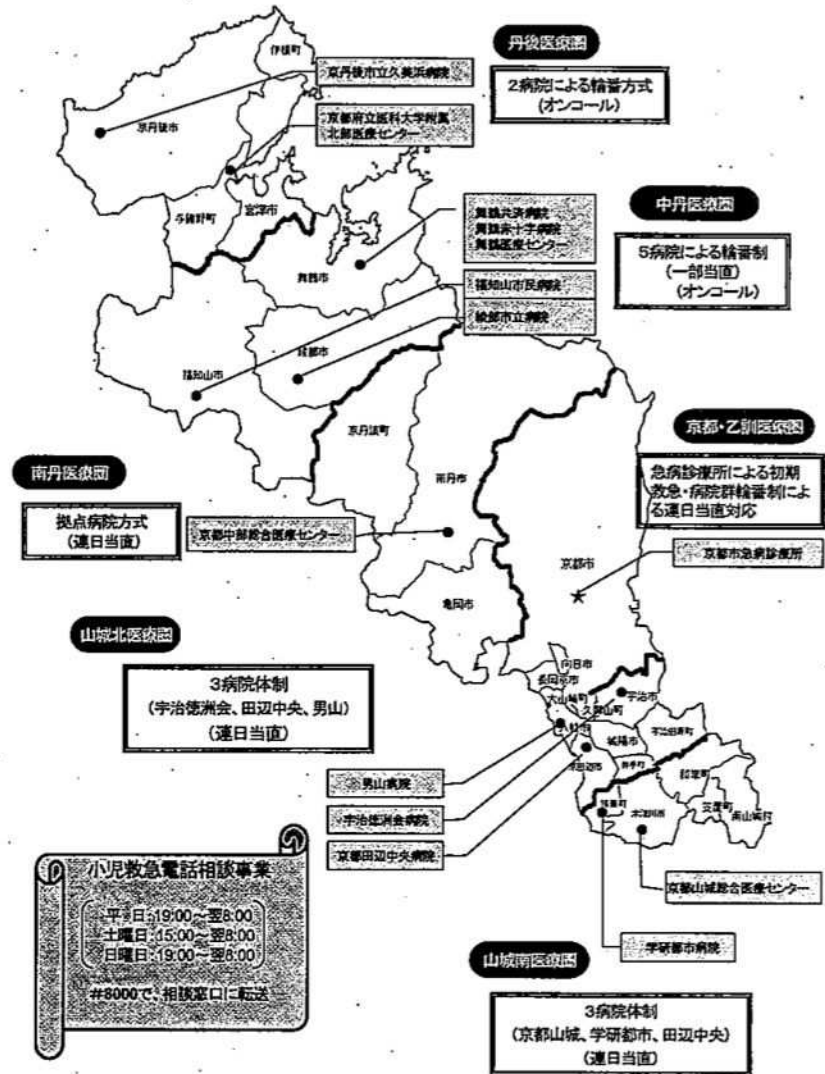 丹後医療圏
2病院による輪番方式
(オンコール)
伊根町
京丹後市立久美浜病院
京丹後市
京都府立医科大学附属
北部医療センター
与謝野町
宮津市
中丹医療圏
5病院による輪番制
(一部当直)
(オンコール)
舞鶴共済病院
舞鶴赤十字病院
舞鶴医療センター
舞鶴市
福知山市民病院
綾部市立病院
綾部市
福知山市
京丹波町
南丹市
京都・乙訓医療圏
急病診療所による初期
救急・病院群輪番制によ
る連日当直対応
京都市急病診療所
京都市
南丹医療圏
拠点病院方式
(連日当直)
京都中部総合医療センター
亀岡市
山城北医療圏
3病院体制
(宇治徳洲会、田辺中央、男山)
(連日当直)
向日市
長岡京市
大山崎町
久御山町
宇治市
八幡市
城陽市
宇治田原町
京田辺市
井手町
和束町
精華町
木津川市
笠置町
南山城村
男山病院
宇治徳洲会病院
京都田辺中央病院
京都山城総合医療センター
学研都市病院
小児救急電話相談事業
平 日:19:00～翌8:00
土曜日:15:00～翌8:00
日曜日:19:00～翌8:00
#8000で、相談窓口に転送
山城南医療圏
3病院体制
(京都山城、学研都市、田辺中央)
(連日当直)